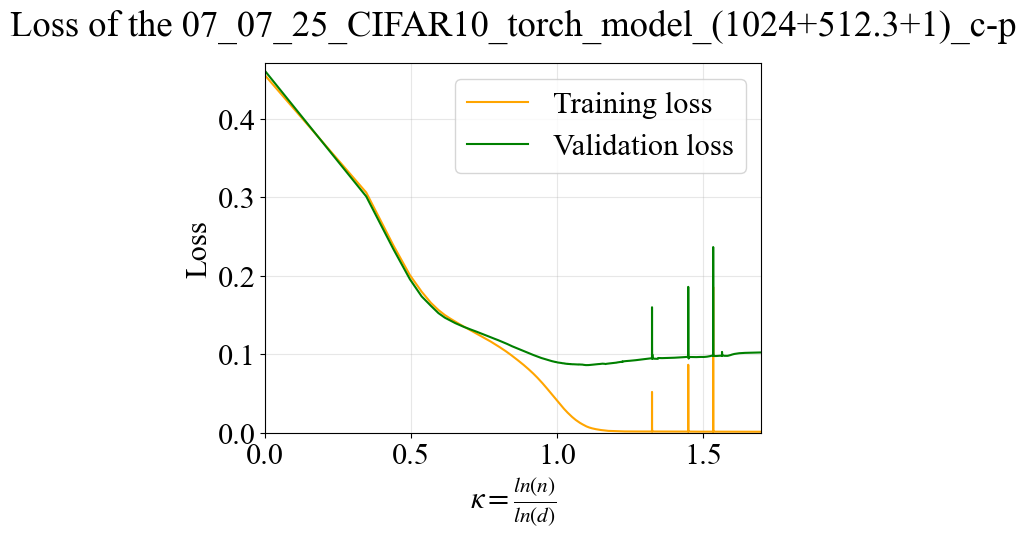 Loss of the 07_07_25_CIFAR10_torch_model_(1024+512.3+1)_c-p
Training loss
Validation loss
Loss
0.4
0.3
0.2
0.1
0.0
0.0 0.5 1.0 1.5
κ = ln(n)/ln(d)